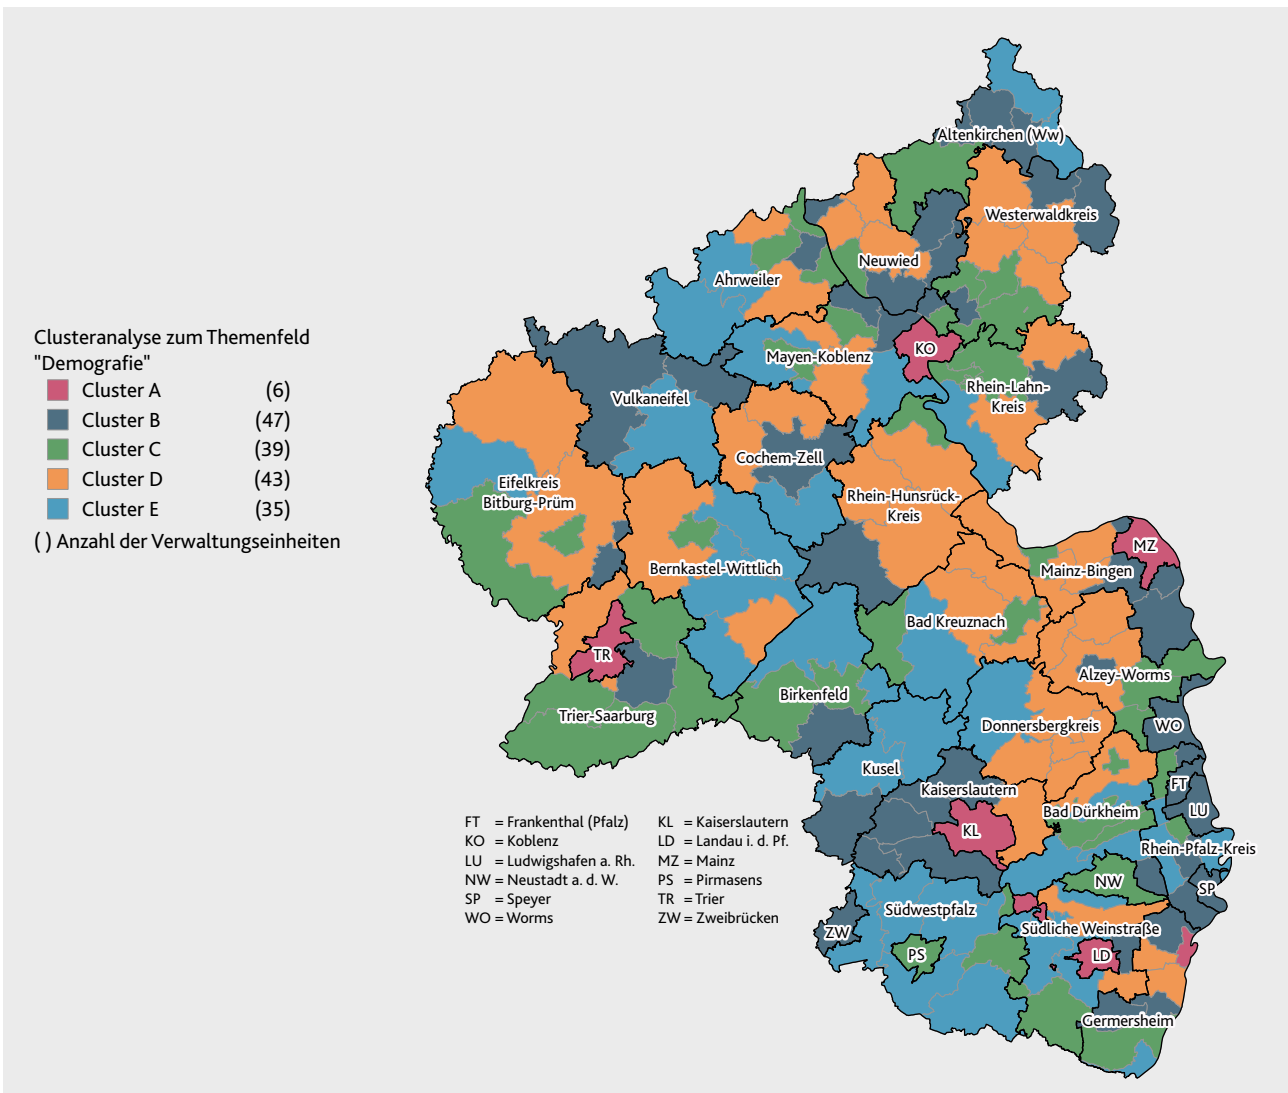 Clusteranalyse zum Themenfeld
"Demografie"
Cluster A (6)
Cluster B (47)
Cluster C (39)
Cluster D (43)
Cluster E (35)
( ) Anzahl der Verwaltungseinheiten
Altenkirchen (Ww)
Westerwaldkreis
Neuwied
Ahrweiler
KO
Mayen-Koblenz
Rhein-Lahn-
Kreis
Vulkaneifel
Cochem-Zell
Eifelkreis
Bitburg-Prüm
Rhein-Hunsrück-
Kreis
MZ
Mainz-Bingen
Bernkastel-Wittlich
Bad Kreuznach
TR
Alzey-Worms
Birkenfeld
Trier-Saarburg
Donnersbergkreis
WO
Kusel
Kaiserslautern
FT
LU
Bad Dürkheim
KL
Rhein-Pfalz-Kreis
NW
SP
Südwestpfalz
ZW
Südliche Weinstraße
PS
LD
Germersheim
FT = Frankenthal (Pfalz)
KO = Koblenz
LU = Ludwigshafen a. Rh.
NW = Neustadt a. d. W.
SP = Speyer
WO = Worms
KL = Kaiserslautern
LD = Landau i. d. Pf.
MZ = Mainz
PS = Pirmasens
TR = Trier
ZW = Zweibrücken